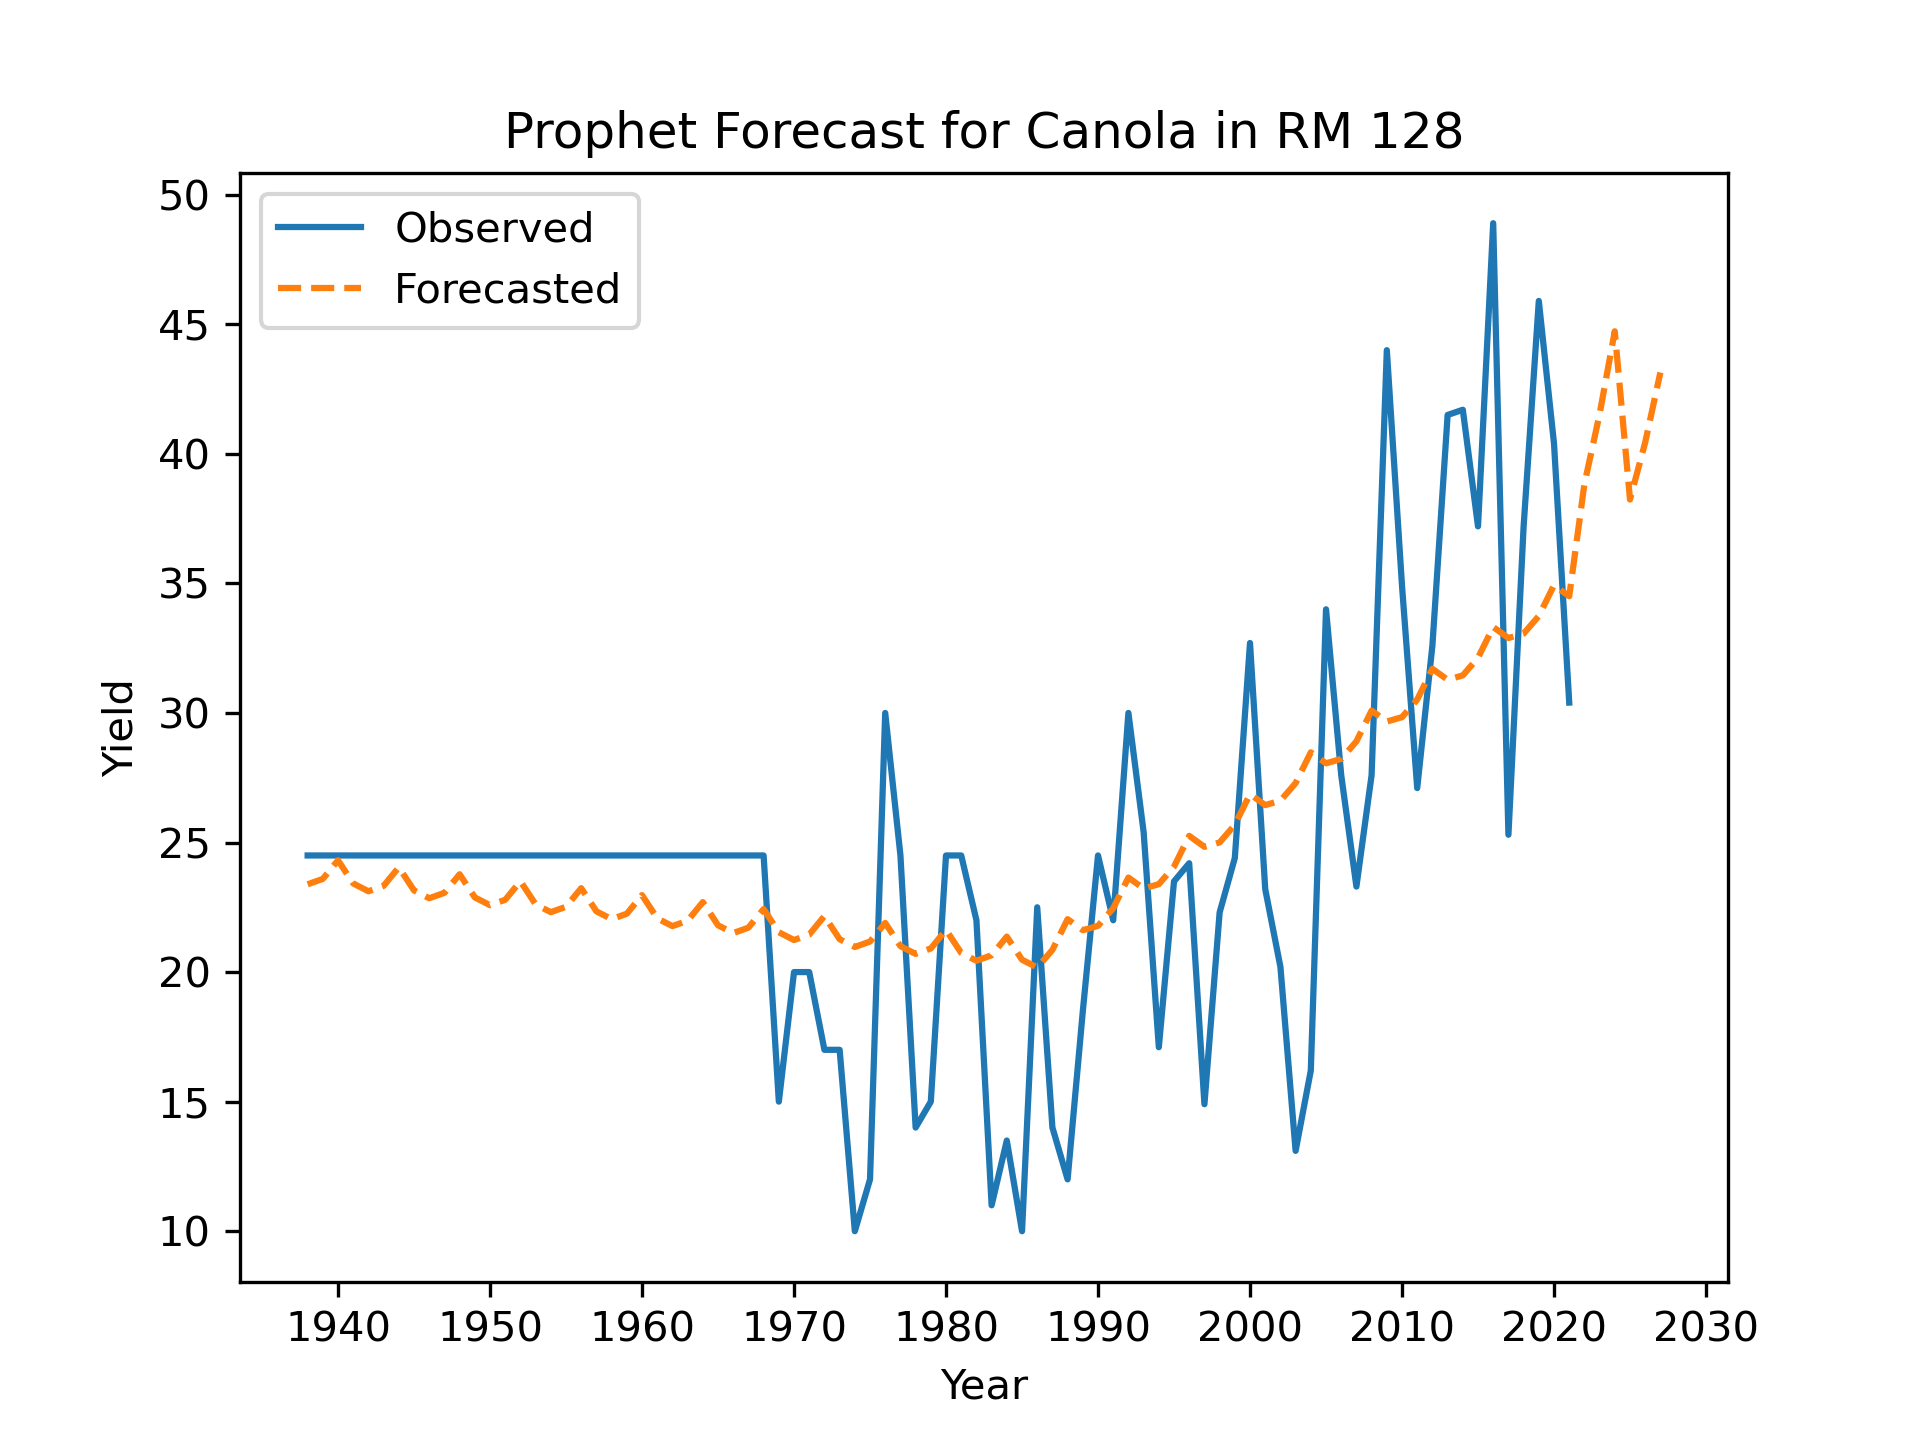 Prophet Forecast for Canola in RM 128
50
45
40
35
30
25
20
15
10
Yield
Observed
Forecasted
1940 1950 1960 1970 1980 1990 2000 2010 2020 2030
Year